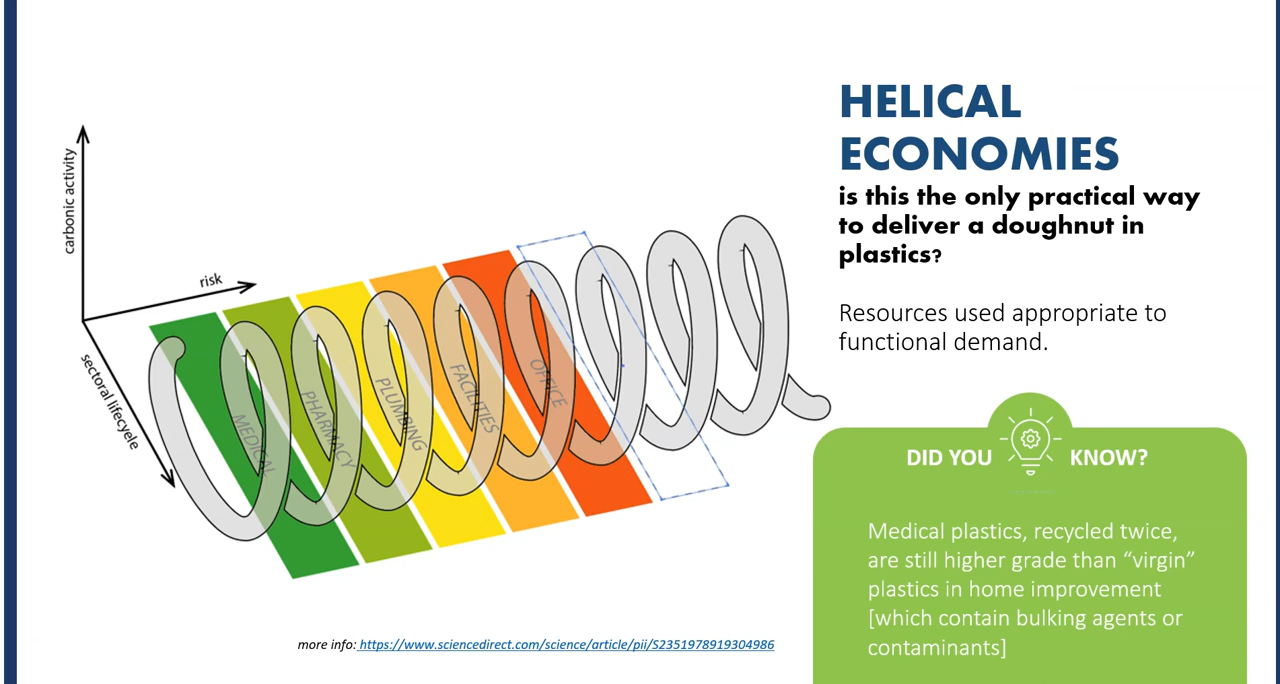 HELICAL
ECONOMIES
is this the only practical way
to deliver a doughnut in
plastics?
Resources used appropriate to
functional demand.
carbonic activity
risk
sectoral lifecycle
MEDICAL
PHARMACY
PLUMBING
FACILITIES
OFFICE
DID YOU KNOW?
Medical plastics, recycled twice,
are still higher grade than “virgin”
plastics in home improvement
[which contain bulking agents or
contaminants]
more info: https://www.sciencedirect.com/science/article/pii/S2351978919304986